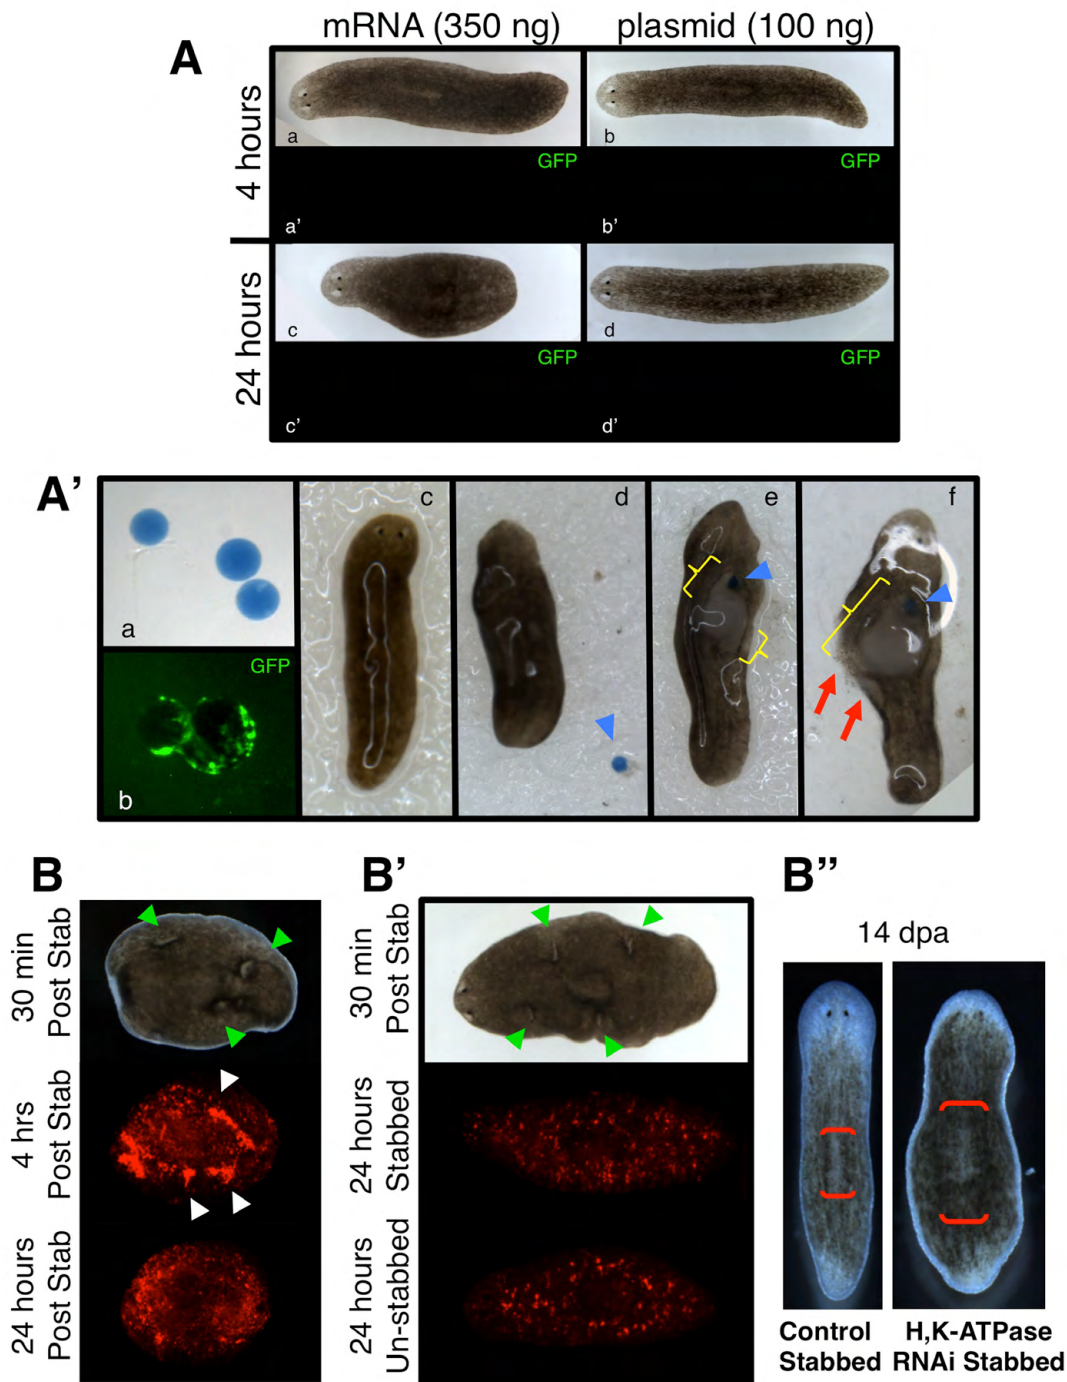 mRNA (350 ng) plasmid (100 ng)
A
4 hours
a
b
GFP
GFP
a’
b’
24 hours
c
d
GFP
GFP
c’
d’
A’
a
GFP
b
c
d
e
f
B
30 min
Post Stab
4 hrs
Post Stab
24 hours
Post Stab
B’
30 min
Post Stab
24 hours
Stabbed
24 hours
Un-stabbed
B”
14 dpa
Control
Stabbed
H,K-ATPase
RNAi Stabbed